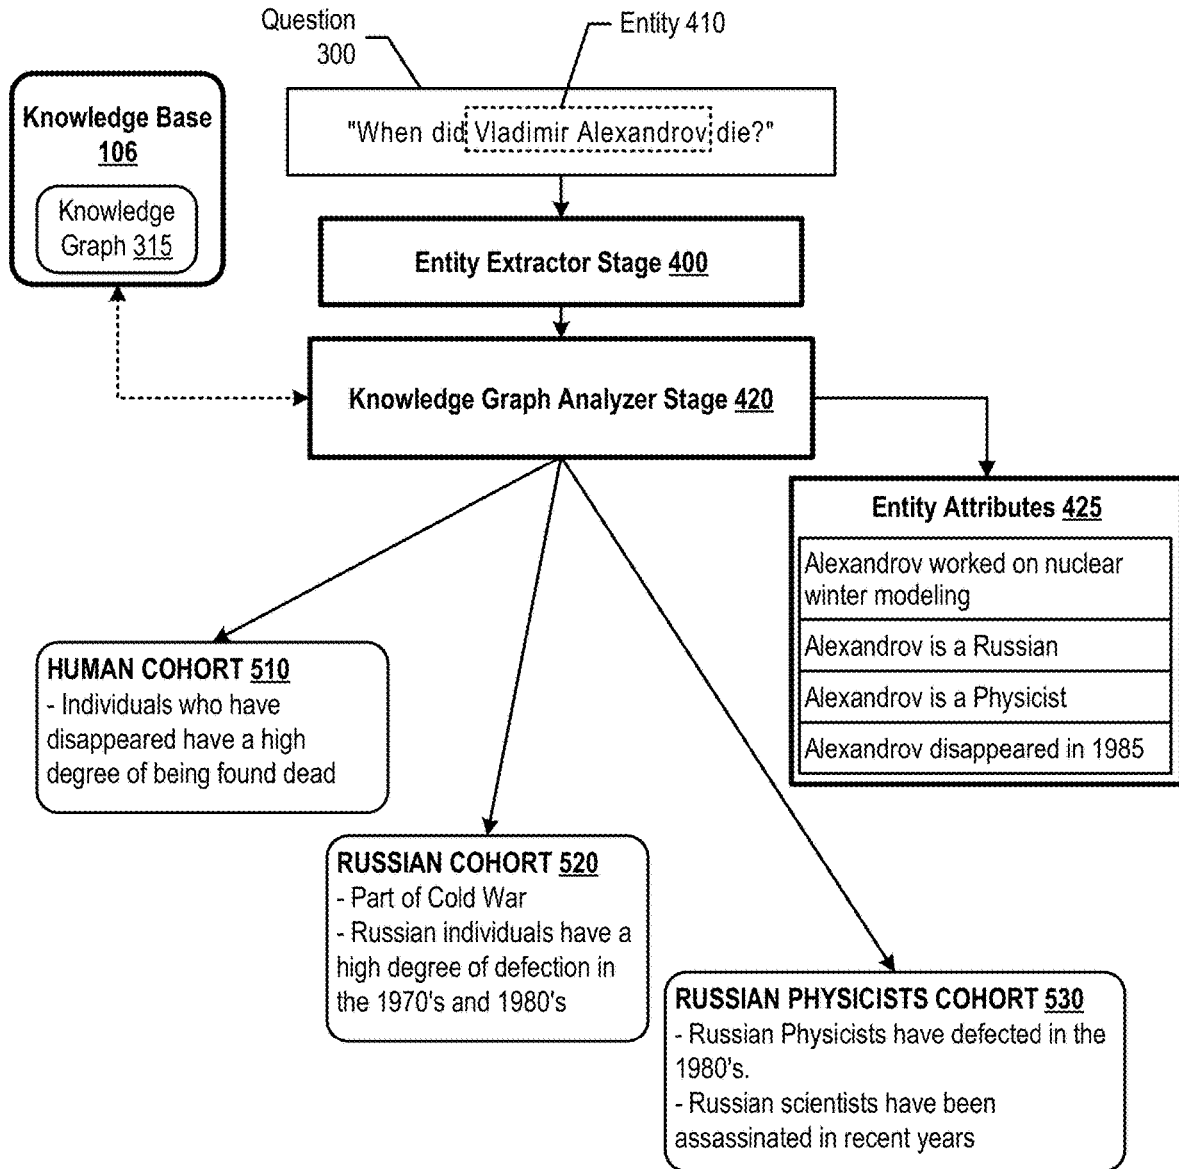 Question
300
Entity 410
Knowledge Base
106
Knowledge
Graph 315
"When did Vladimir Alexandrov die?"
Entity Extractor Stage 400
Knowledge Graph Analyzer Stage 420
Entity Attributes 425
Alexandrov worked on nuclear
winter modeling
Alexandrov is a Russian
Alexandrov is a Physicist
Alexandrov disappeared in 1985
HUMAN COHORT 510
- Individuals who have
disappeared have a high
degree of being found dead
RUSSIAN COHORT 520
- Part of Cold War
- Russian individuals have a
high degree of defection in
the 1970's and 1980's
RUSSIAN PHYSICISTS COHORT 530
- Russian Physicists have defected in the
1980's.
- Russian scientists have been
assassinated in recent years